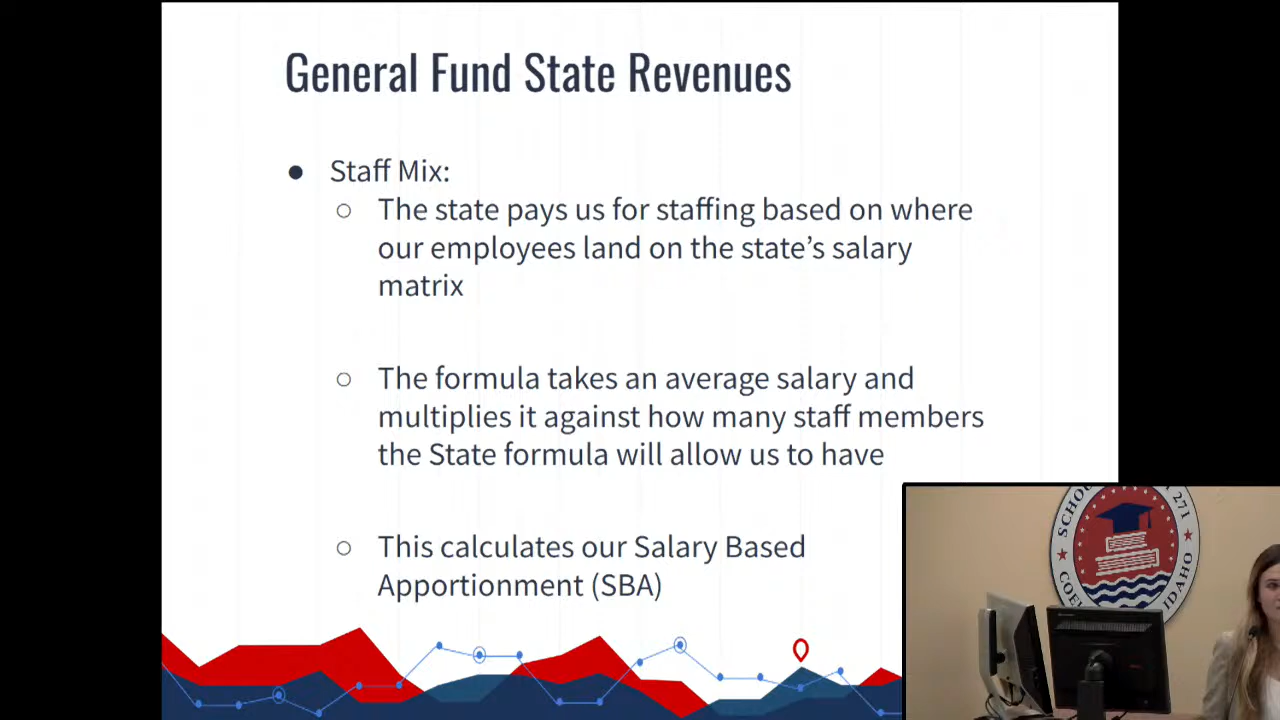 General Fund State Revenues
● Staff Mix:
○ The state pays us for staffing based on where
our employees land on the state’s salary
matrix
○ The formula takes an average salary and
multiplies it against how many staff members
the State formula will allow us to have
○ This calculates our Salary Based
Apportionment (SBA)
271
IDAHO